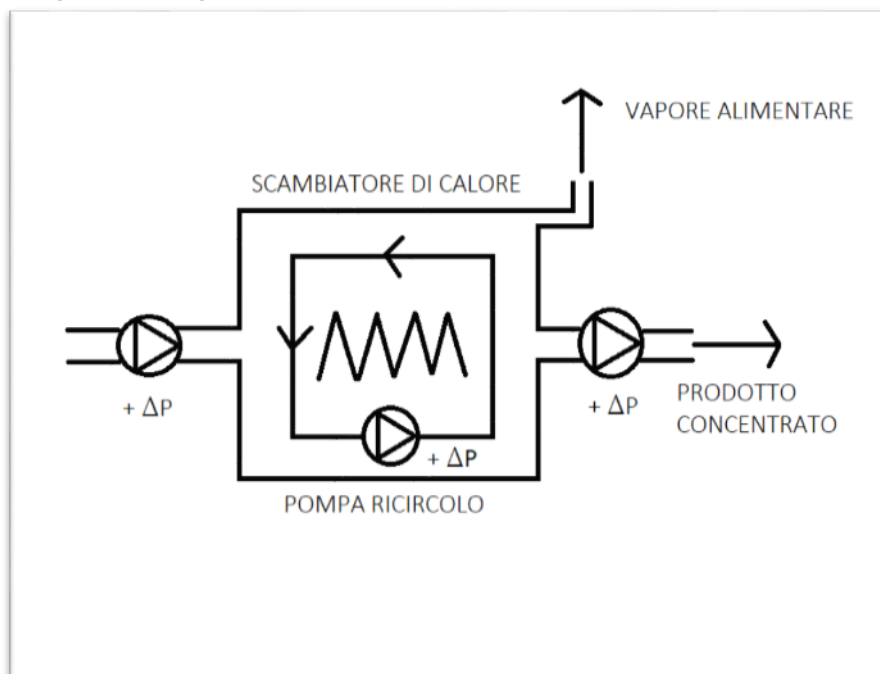 VAPORE ALIMENTARE
SCAMBIATORE DI CALORE
+ ΔP
+ ΔP
+ ΔP
PRODOTTO
CONCENTRATO
POMPA RICIRCOLO